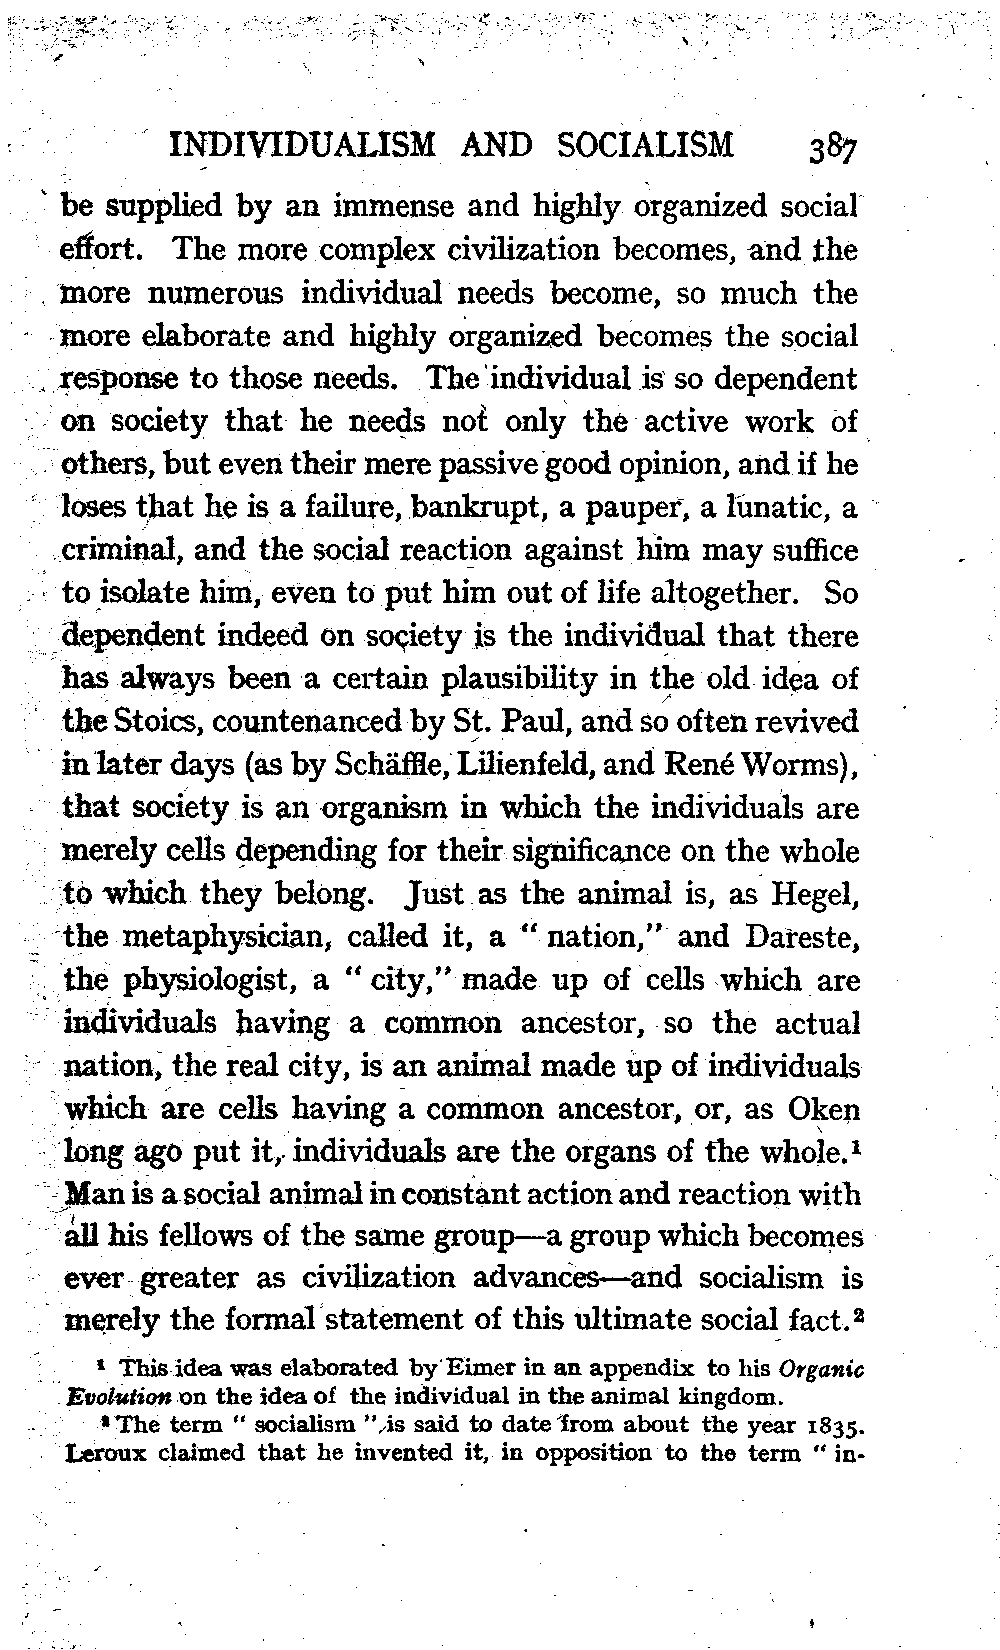 INDIVIDUALISM AND SOCIALISM 387
be supplied by an immense and highly organized social
effort. The more complex civilization becomes, and the
more numerous individual needs become, so much the
more elaborate and highly organized becomes the social
response to those needs. The individual is so dependent
on society that he needs not only the active work of
others, but even their mere passive good opinion, and if he
loses that he is a failure, bankrupt, a pauper, a lunatic, a
criminal, and the social reaction against him may suffice
to isolate him, even to put him out of life altogether. So
dependent indeed on society is the individual that there
has always been a certain plausibility in the old idea of
the Stoics, countenanced by St. Paul, and so often revived
in later days (as by Schäffle, Lilienfeld, and René Worms),
that society is an organism in which the individuals are
merely cells depending for their significance on the whole
to which they belong. Just as the animal is, as Hegel,
the metaphysician, called it, a “ nation,” and Dareste,
the physiologist, a “ city,” made up of cells which are
individuals having a common ancestor, so the actual
nation, the real city, is an animal made up of individuals
which are cells having a common ancestor, or, as Oken
long ago put it, individuals are the organs of the whole.¹
Man is a social animal in constant action and reaction with
all his fellows of the same group—a group which becomes
ever greater as civilization advances—and socialism is
merely the formal statement of this ultimate social fact.²
¹ This idea was elaborated by Eimer in an appendix to his Organic
Evolution on the idea of the individual in the animal kingdom.
² The term “ socialism ” is said to date from about the year 1835.
Leroux claimed that he invented it, in opposition to the term “ in-